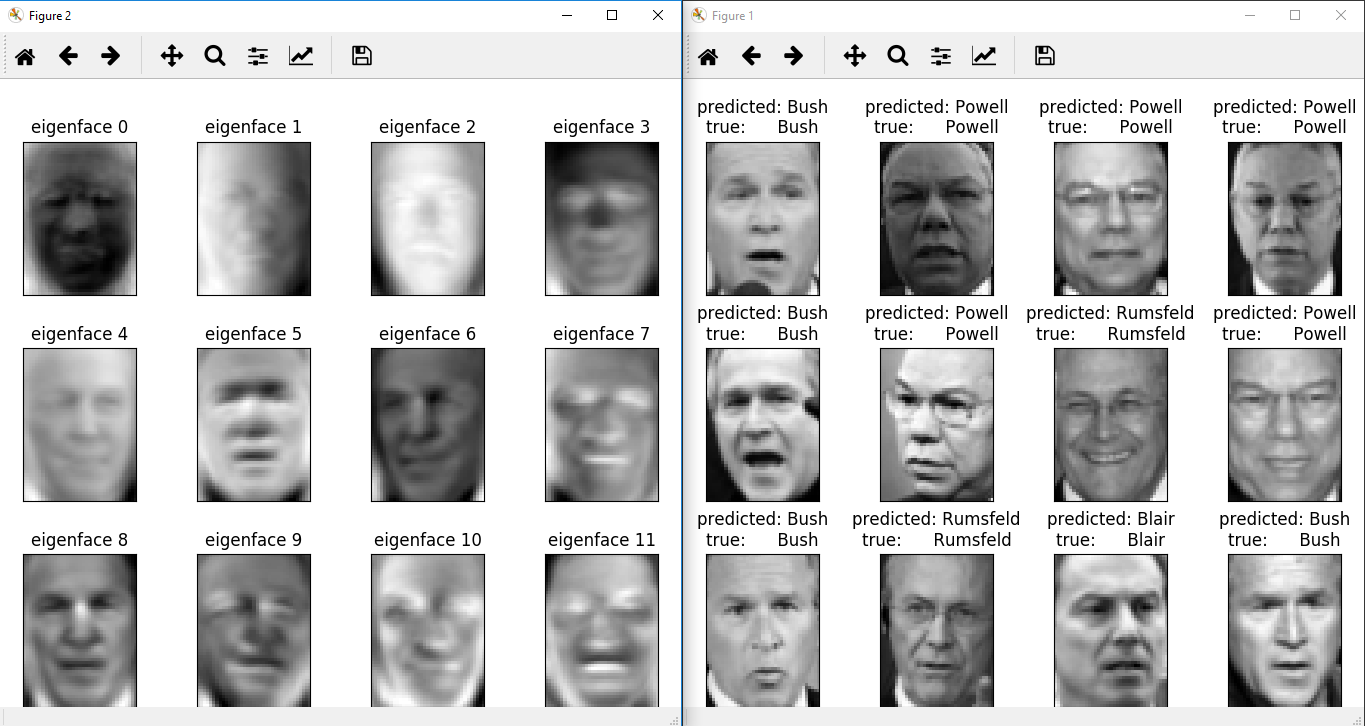 Figure 2
eigenface 0
eigenface 1
eigenface 2
eigenface 3
eigenface 4
eigenface 5
eigenface 6
eigenface 7
eigenface 8
eigenface 9
eigenface 10
eigenface 11
Figure 1
predicted: Bush
true: Bush
predicted: Powell
true: Powell
predicted: Powell
true: Powell
predicted: Powell
true: Powell
predicted: Bush
true: Bush
predicted: Powell
true: Powell
predicted: Rumsfeld
true: Rumsfeld
predicted: Powell
true: Powell
predicted: Bush
true: Bush
predicted: Rumsfeld
true: Rumsfeld
predicted: Blair
true: Blair
predicted: Bush
true: Bush